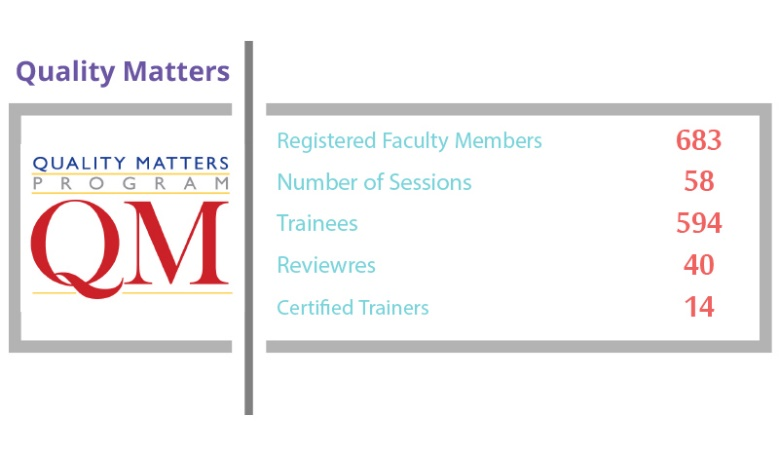 Quality Matters
QUALITY MATTERS
PROGRAM
QM
Registered Faculty Members 683
Number of Sessions 58
Trainees 594
Reviewres 40
Certified Trainers 14